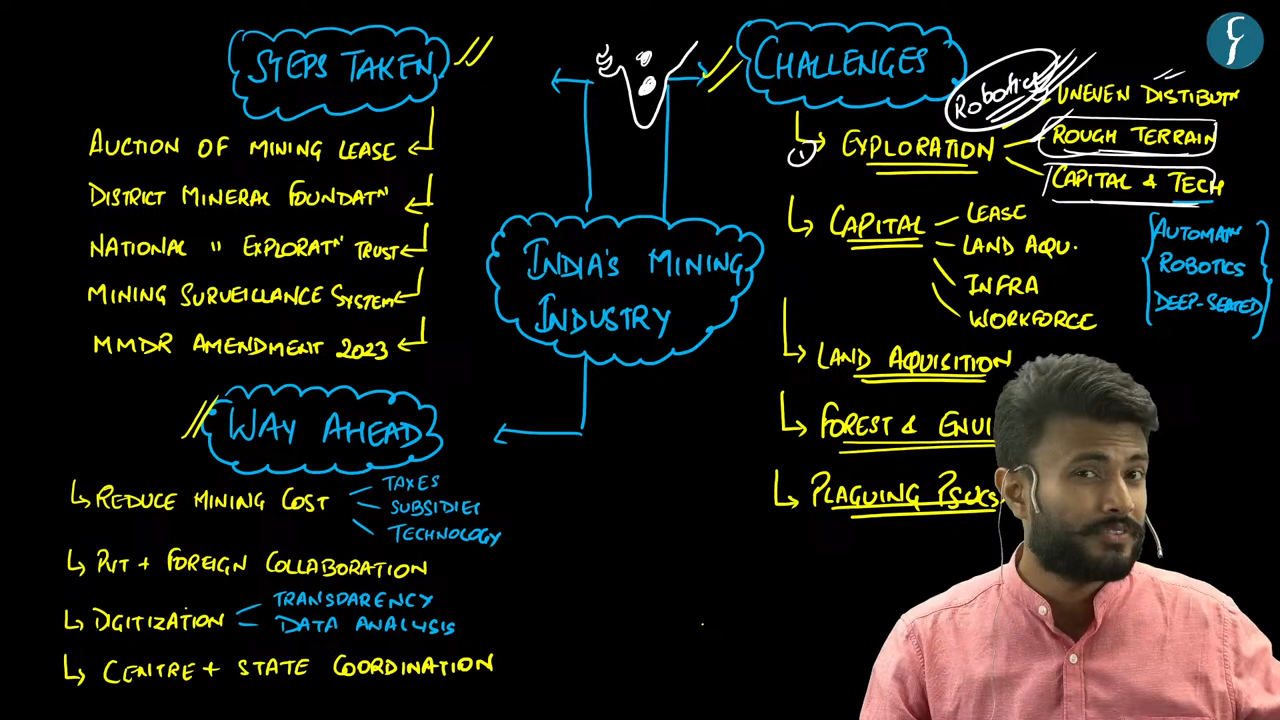 STEPS TAKEN
AUCTION OF MINING LEASE
DISTRICT MINERAL FOUNDATN
NATIONAL " EXPLORATN TRUST
MINING SURVEILLANCE SYSTEM
MMDR AMENDMENT 2023
INDIA'S MINING
INDUSTRY
CHALLENGES
Robotics
UNEVEN DISTIBUTN
① EXPLORATION
ROUGH TERRAIN
CAPITAL & TECH
AUTOMATN
ROBOTICS
DEEP-SEATED
CAPITAL
LEASE
LAND ACQU.
INFRA
WORKFORCE
LAND AQUISITION
FOREST & ENVI
PLAGUING PSUs
WAY AHEAD
REDUCE MINING COST
TAXES
SUBSIDIES
TECHNOLOGY
PVT + FOREIGN COLLABORATION
DIGITIZATION
TRANSPARENCY
DATA ANALYSIS
CENTRE + STATE COORDINATION